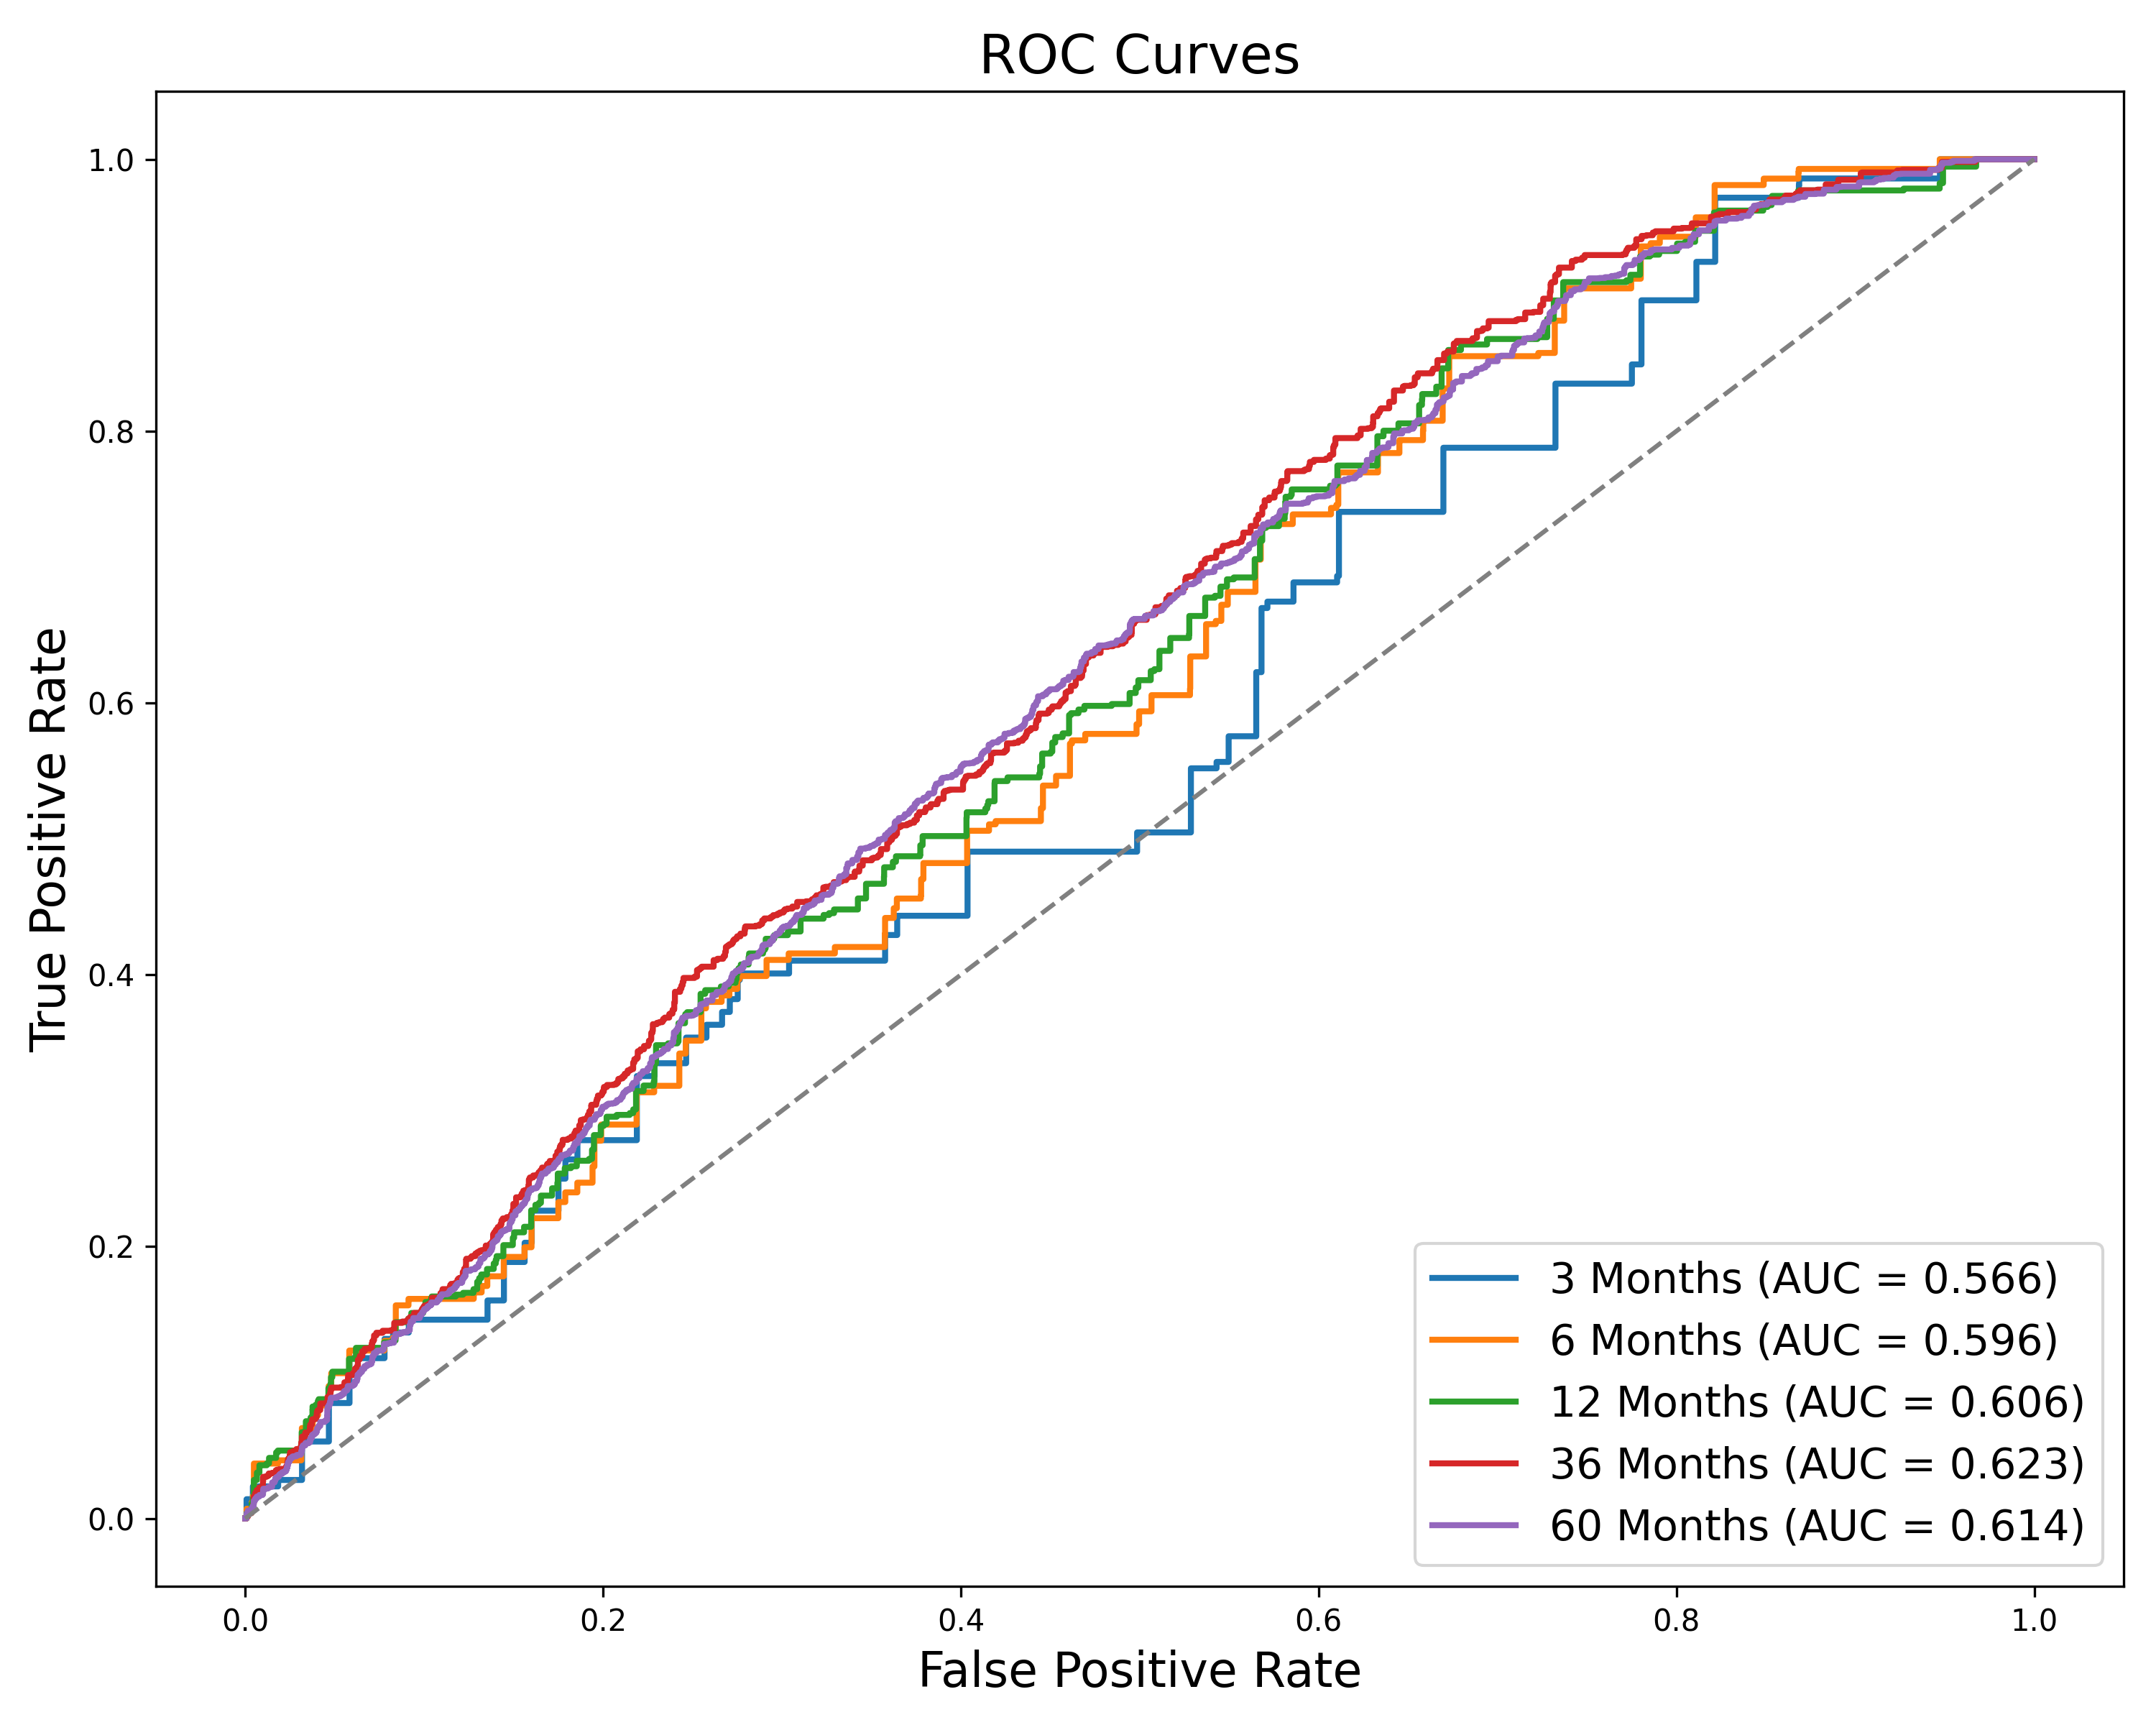 ROC Curves
True Positive Rate
1.0
0.8
0.6
0.4
0.2
0.0
3 Months (AUC = 0.566)
6 Months (AUC = 0.596)
12 Months (AUC = 0.606)
36 Months (AUC = 0.623)
60 Months (AUC = 0.614)
0.0 0.2 0.4 0.6 0.8 1.0
False Positive Rate